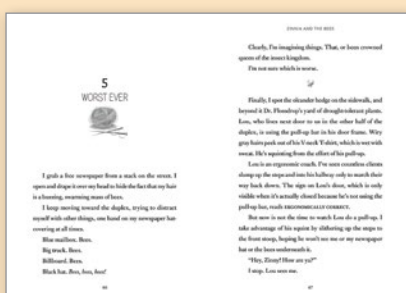 5
WORST EVER
I grab a free newspaper from a stack on the street. I
open and drape it over my head to hide the fact that my hair
is a buzzing, swarming mass of bees.
I keep moving toward the duplex, trying to distract
myself with other things, one hand on my newspaper hat-
covering at all times.
Blue mailbox. Bees.
Big truck. Bees.
Billboard. Bees.
Black hat. Bee, bee, bee!
66
ZINNIA AND THE BEES
Clearly, I'm imagining things. That, or been crowned
queen of the insect kingdom.
I'm not sure which is worse.
Finally, I spot the oleander hedge on the sidewalk, and
beyond it Dr. Flossdrop's yard of drought-tolerant plants.
Lou, who lives next door to us in the other half of the
duplex, is using the pull-up bar in his door frame. Wiry
gray hairs peek out of his V-neck T-shirt, which is wet with
sweat. He's squinting from the effort of his pull-up.
Lou is an ergonomic coach. I'm seen countless clients
slump up the steps and into his hallway only to march their
way back down. The sign on Lou's door, which is only
visible when it's actually closed because he's not using the
pull-up bar, reads ERGONOMICALLY CORRECT.
But now is not the time to watch Lou do a pull-up. I
take advantage of his squint by slithering up the steps to
the front stoop, hoping he won't see me or my newspaper
hat or the bees underneath it.
"Hey, Zinny! How are ya?"
I stop. Lou sees me.
67